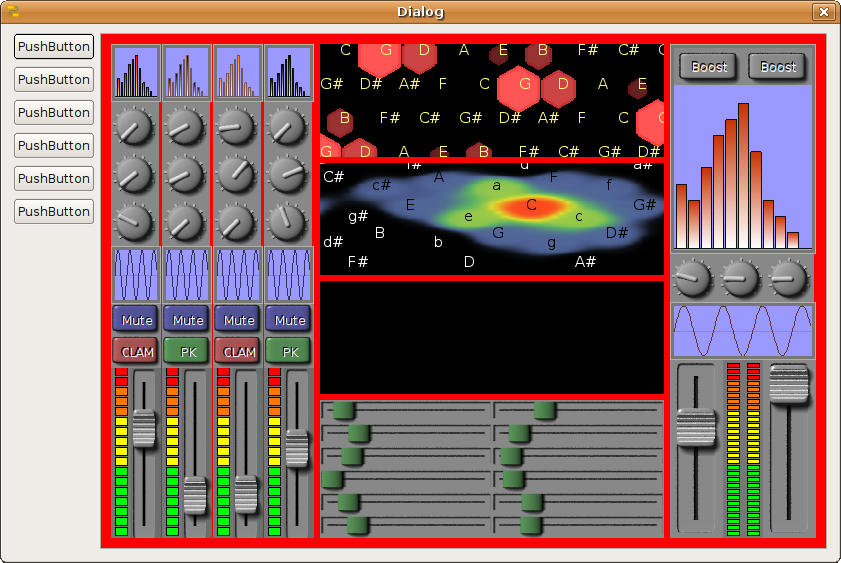 Dialog
PushButton
PushButton
PushButton
PushButton
PushButton
PushButton
Mute Mute Mute Mute
CLAM PK CLAM PK
C G D A E B F# C#
G# D# A# F C G D A E
B F# C# G# D# A# F C
G D A E B F# C# G# D#
f# d a#
C# c# A a F f
E C G#
g# e c
B G D#
d# b g
F# D A#
Boost Boost